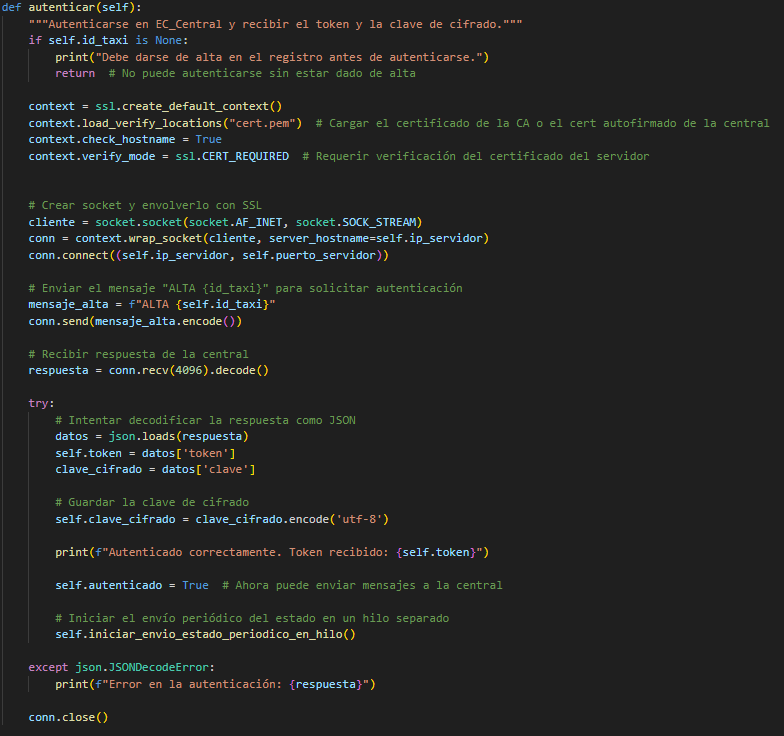 def autenticar(self):
    """Autenticarse en EC_Central y recibir el token y la clave de cifrado."""
    if self.id_taxi is None:
        print("Debe darse de alta en el registro antes de autenticarse.")
        return  # No puede autenticarse sin estar dado de alta

    context = ssl.create_default_context()
    context.load_verify_locations("cert.pem")  # Cargar el certificado de la CA o el cert autofirmado de la central
    context.check_hostname = True
    context.verify_mode = ssl.CERT_REQUIRED  # Requerir verificación del certificado del servidor


    # Crear socket y envolverlo con SSL
    cliente = socket.socket(socket.AF_INET, socket.SOCK_STREAM)
    conn = context.wrap_socket(cliente, server_hostname=self.ip_servidor)
    conn.connect((self.ip_servidor, self.puerto_servidor))

    # Enviar el mensaje "ALTA {id_taxi}" para solicitar autenticación
    mensaje_alta = f"ALTA {self.id_taxi}"
    conn.send(mensaje_alta.encode())

    # Recibir respuesta de la central
    respuesta = conn.recv(4096).decode()

    try:
        # Intentar decodificar la respuesta como JSON
        datos = json.loads(respuesta)
        self.token = datos['token']
        clave_cifrado = datos['clave']

        # Guardar la clave de cifrado
        self.clave_cifrado = clave_cifrado.encode('utf-8')

        print(f"Autenticado correctamente. Token recibido: {self.token}")

        self.autenticado = True  # Ahora puede enviar mensajes a la central

        # Iniciar el envío periódico del estado en un hilo separado
        self.iniciar_envio_estado_periodico_en_hilo()

    except json.JSONDecodeError:
        print(f"Error en la autenticación: {respuesta}")

    conn.close()